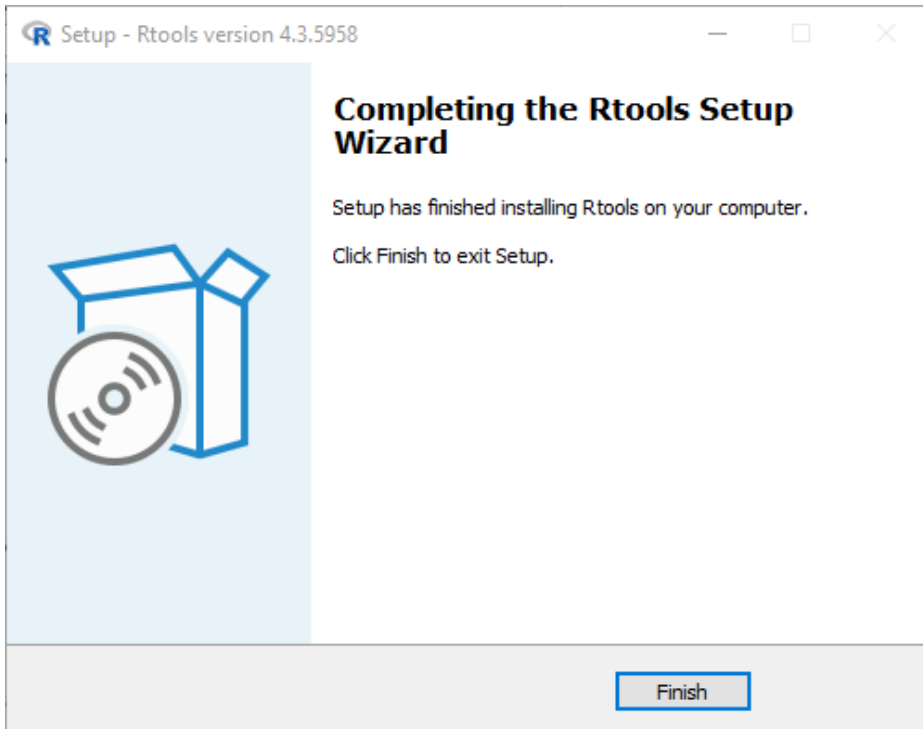 Setup - Rtools version 4.3.5958
Completing the Rtools Setup
Wizard
Setup has finished installing Rtools on your computer.
Click Finish to exit Setup.
Finish